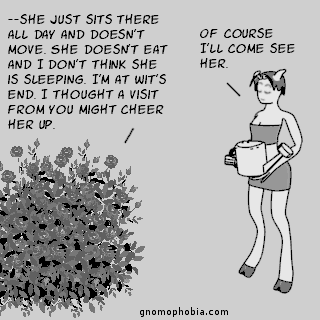 --SHE JUST SITS THERE
ALL DAY AND DOESN'T
MOVE. SHE DOESN'T EAT
AND I DON'T THINK SHE
IS SLEEPING. I'M AT WIT'S
END. I THOUGHT A VISIT
FROM YOU MIGHT CHEER
HER UP.
OF COURSE
I'LL COME SEE
HER.
gnomophobia.com